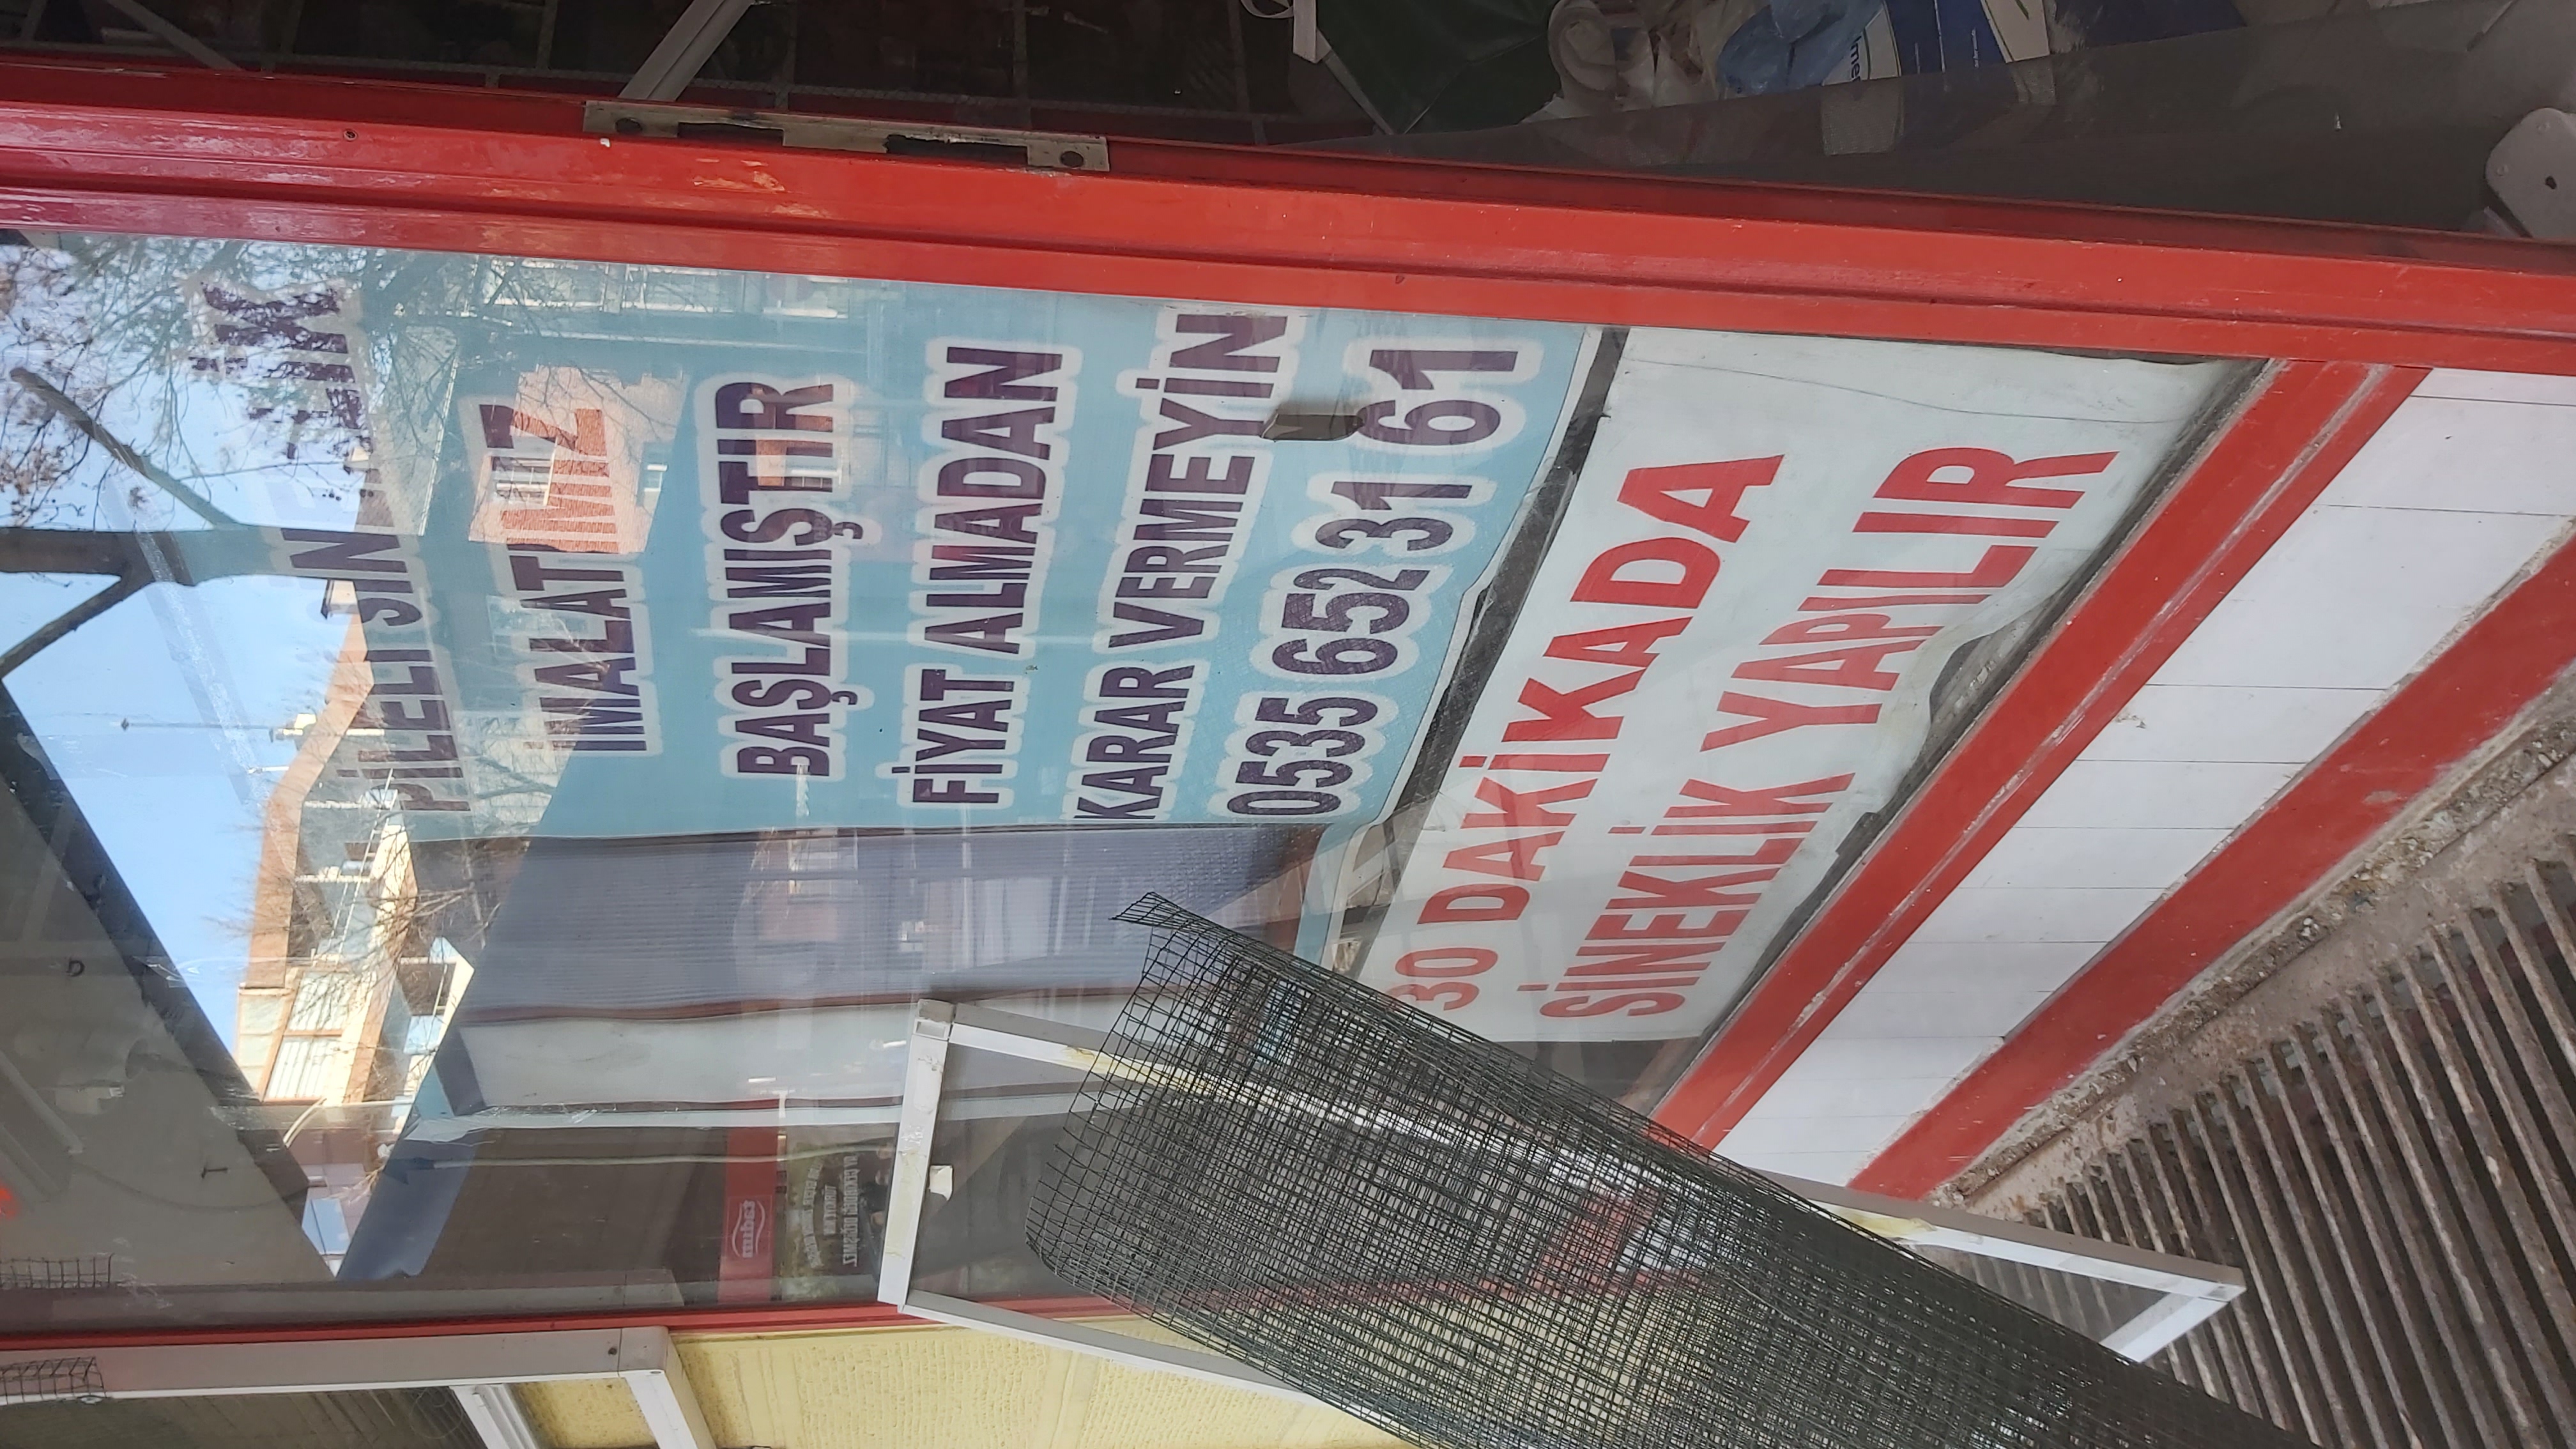 PİLELİ SİNEKLİK
İMALATIMIZ
BAŞLAMIŞTIR
FİYAT ALMADAN
KARAR VERMEYİN
0535 652 31 61
30 DAKİKADA
SİNEKLİK YAPILIR